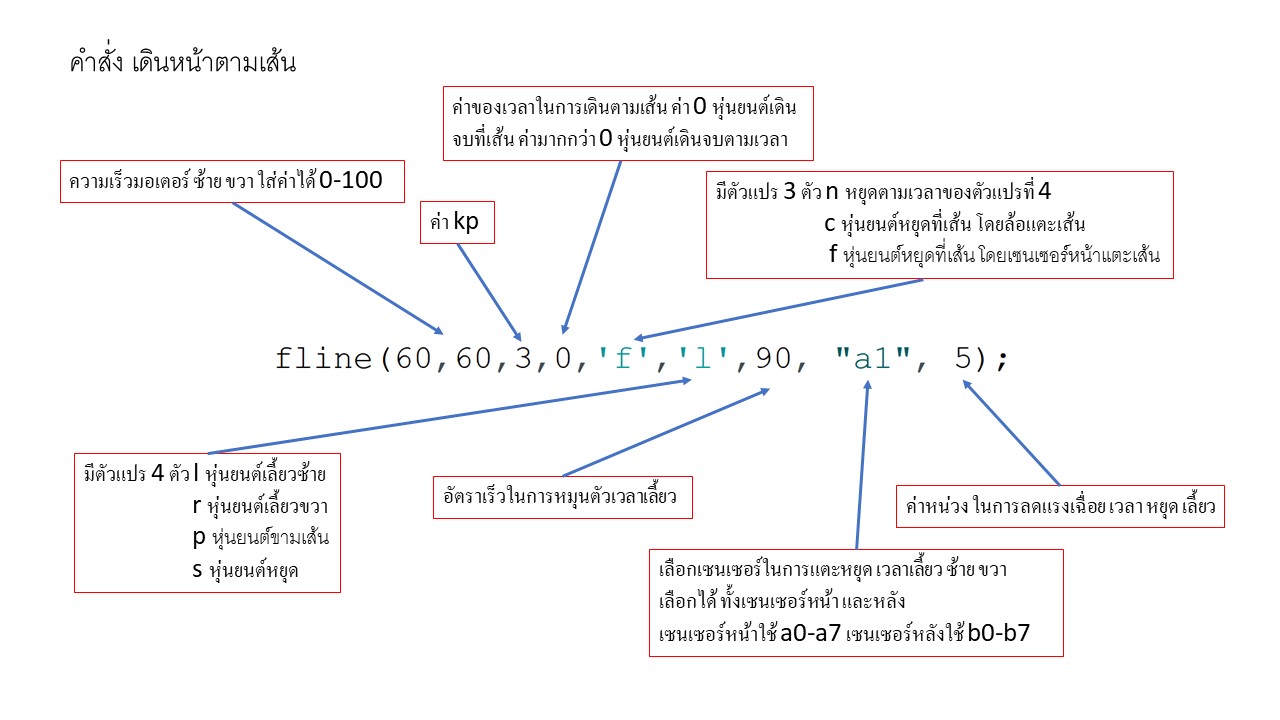 คำสั่ง เดินหน้าตามเส้น
ค่าของเวลาในการเดินตามเส้น ค่า 0 หุ่นยนต์เดิน
จบที่เส้น ค่ามากกว่า 0 หุ่นยนต์เดินจบตามเวลา
ความเร็วมอเตอร์ ซ้าย ขวา ใส่ค่าได้ 0-100
ค่า kp
มีตัวแปร 3 ตัว n หยุดตามเวลาของตัวแปรที่ 4
c หุ่นยนต์หยุดที่เส้น โดยล้อแตะเส้น
f หุ่นยนต์หยุดที่เส้น โดยเซนเซอร์หน้าแตะเส้น
fline(60,60,3,0,'f','l',90, "a1", 5);
มีตัวแปร 4 ตัว l หุ่นยนต์เลี้ยวซ้าย
r หุ่นยนต์เลี้ยวขวา
p หุ่นยนต์ขามเส้น
s หุ่นยนต์หยุด
อัตราเร็วในการหมุนตัวเวลาเลี้ยว
ค่าหน่วง ในการลดแรงเฉื่อย เวลา หยุด เลี้ยว
เลือกเซนเซอร์ในการแตะหยุด เวลาเลี้ยว ซ้าย ขวา
เลือกได้ ทั้งเซนเซอร์หน้า และหลัง
เซนเซอร์หน้าใช้ a0-a7 เซนเซอร์หลังใช้ b0-b7